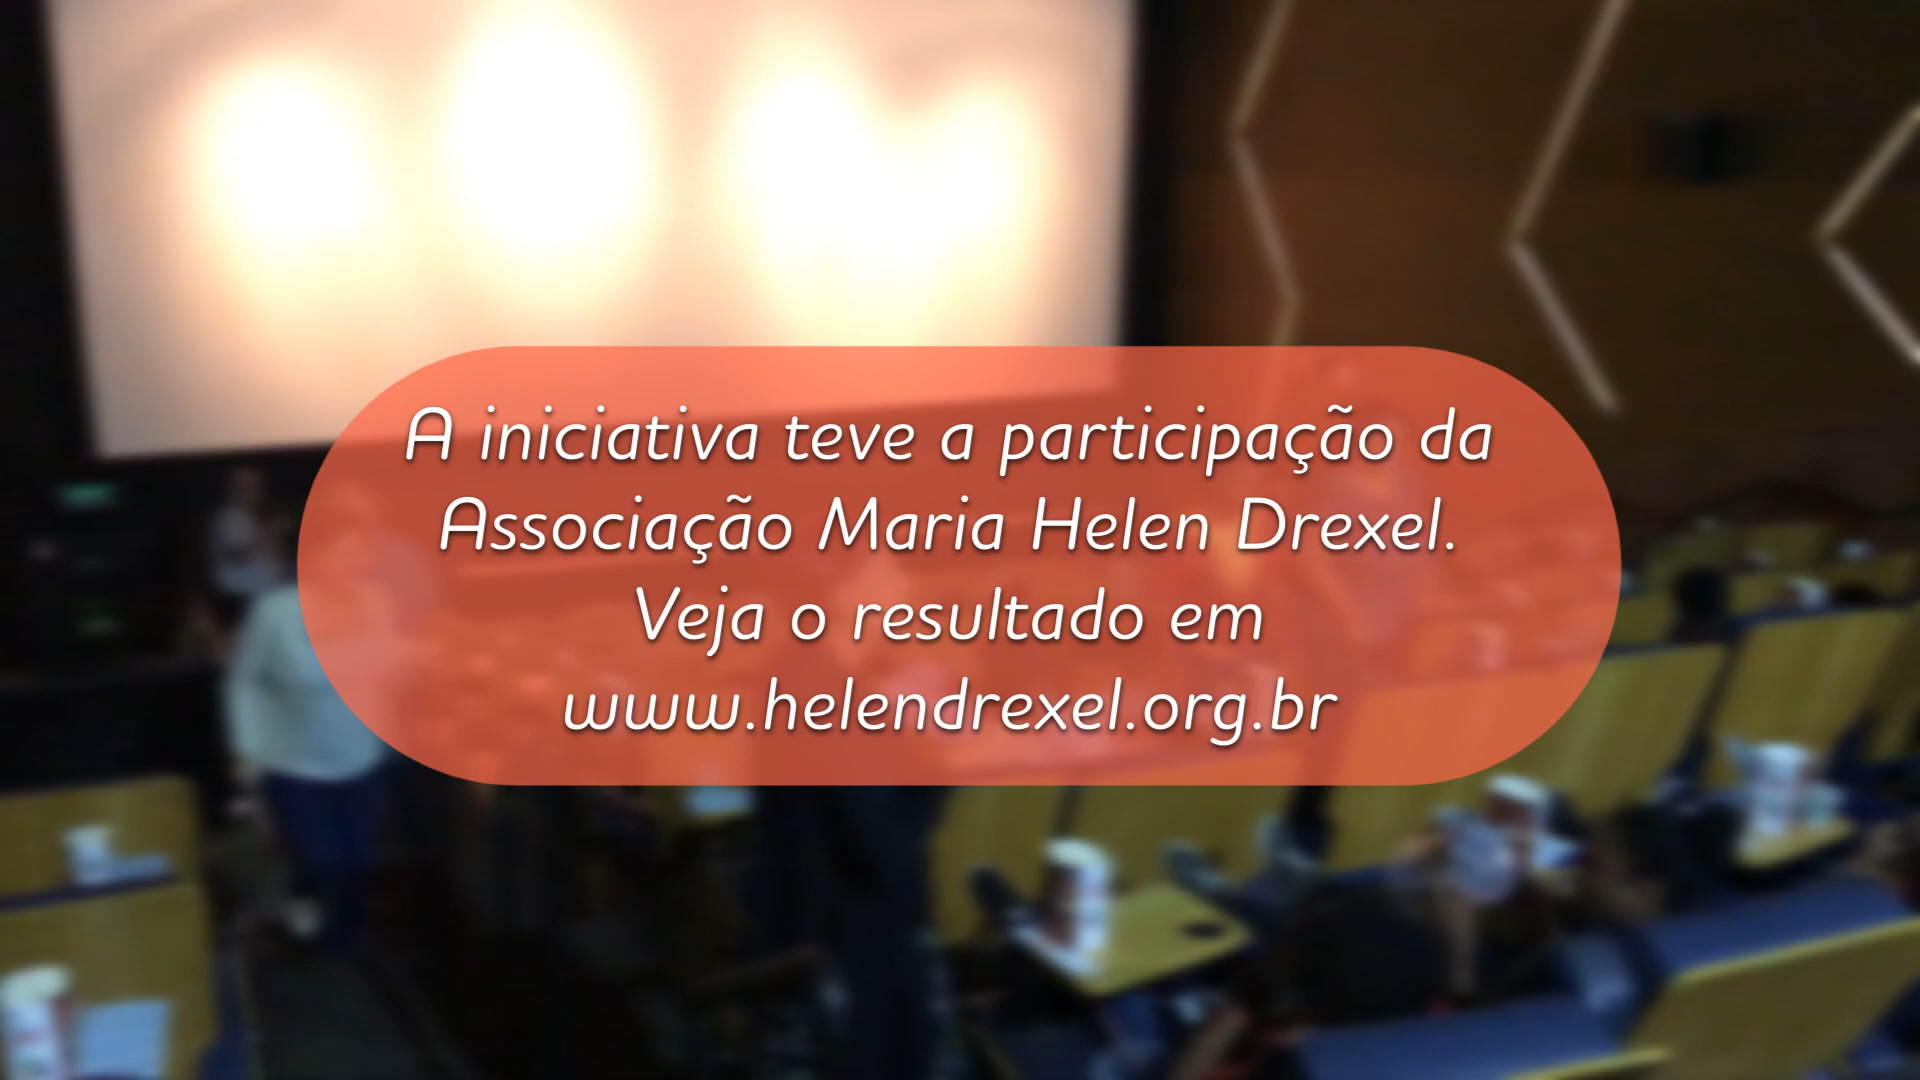 A iniciativa teve a participação da
Associação Maria Helen Drexel.
Veja o resultado em
www.helendrexel.org.br